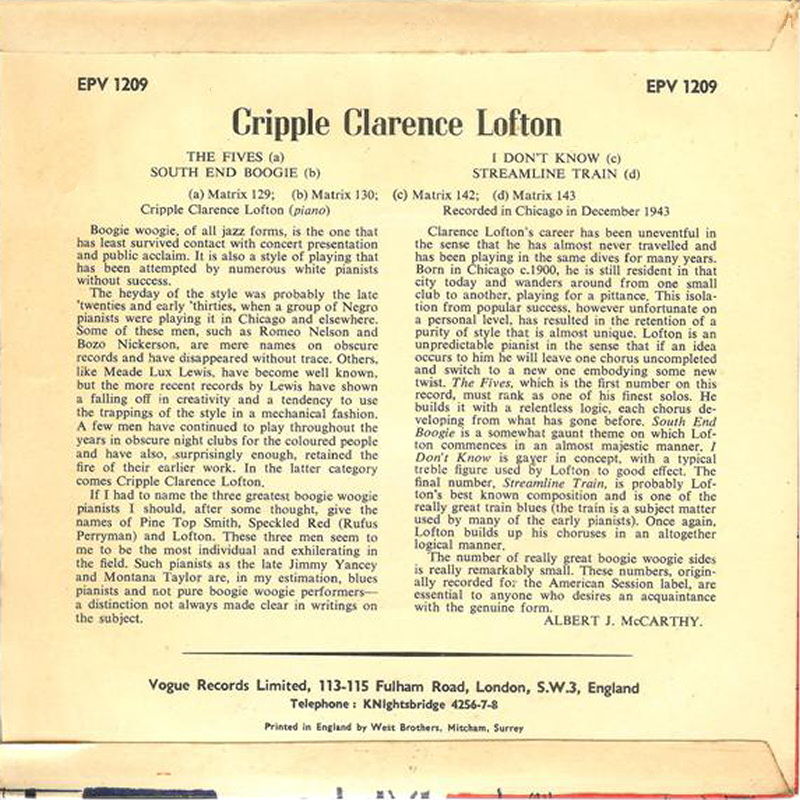 EPV 1209
EPV 1209
Cripple Clarence Lofton
THE FIVES (a)
SOUTH END BOOGIE (b)
I DON'T KNOW (c)
STREAMLINE TRAIN (d)
(a) Matrix 129; (b) Matrix 130; (c) Matrix 142; (d) Matrix 143
Cripple Clarence Lofton (piano)
Recorded in Chicago in December 1943
Boogie woogie, of all jazz forms, is the one that
has least survived contact with concert presentation
and public acclaim. It is also a style of playing that
has been attempted by numerous white pianists
without success.
The heyday of the style was probably the late
'twenties and early 'thirties, when a group of Negro
pianists were playing it in Chicago and elsewhere.
Some of these men, such as Romeo Nelson and
Bozo Nickerson, are mere names on obscure
records and have disappeared without trace. Others,
like Meade Lux Lewis, have become well known,
but the more recent records by Lewis have shown
a falling off in creativity and a tendency to use
the trappings of the style in a mechanical fashion.
A few men have continued to play throughout the
years in obscure night clubs for the coloured people
and have also, surprisingly enough, retained the
fire of their earlier work. In the latter category
comes Cripple Clarence Lofton.
If I had to name the three greatest boogie woogie
pianists I should, after some thought, give the
names of Pine Top Smith, Speckled Red (Rufus
Perryman) and Lofton. These three men seem to
me to be the most individual and exhilerating in
the field. Such pianists as the late Jimmy Yancey
and Montana Taylor are, in my estimation, blues
pianists and not pure boogie woogie performers—
a distinction not always made clear in writings on
the subject.
Clarence Lofton's career has been uneventful in
the sense that he has almost never travelled and
has been playing in the same dives for many years.
Born in Chicago c.1900, he is still resident in that
city today and wanders around from one small
club to another, playing for a pittance. This isola-
tion from popular success, however unfortunate on
a personal level, has resulted in the retention of a
purity of style that is almost unique. Lofton is an
unpredictable pianist in the sense that if an idea
occurs to him he will leave one chorus uncompleted
and switch to a new one embodying some new
twist. The Fives, which is the first number on this
record, must rank as one of his finest solos. He
builds it with a relentless logic, each chorus de-
veloping from what has gone before. South End
Boogie is a somewhat gaunt theme on which Lof-
ton commences in an almost majestic manner. I
Don't Know is gayer in concept, with a typical
treble figure used by Lofton to good effect. The
final number, Streamline Train, is probably Lof-
ton's best known composition and is one of the
really great train blues (the train is a subject matter
used by many of the early pianists). Once again,
Lofton builds up his choruses in an altogether
logical manner.
The number of really great boogie woogie sides
is really remarkably small. These numbers, origin-
ally recorded for the American Session label, are
essential to anyone who desires an acquaintance
with the genuine form.
ALBERT J. McCARTHY.
Vogue Records Limited, 113-115 Fulham Road, London, S.W.3, England
Telephone : KNIghtsbridge 4256-7-8
Printed in England by West Brothers, Mitcham, Surrey